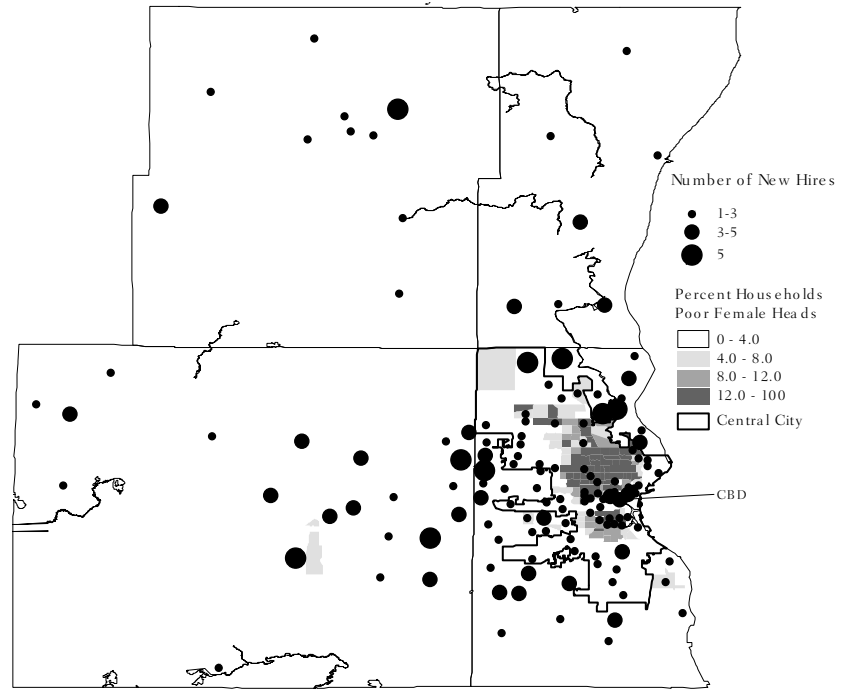 Number of New Hires
1-3
3-5
5
Percent Households
Poor Female Heads
0 - 4.0
4.0 - 8.0
8.0 - 12.0
12.0 - 100
Central City
CBD